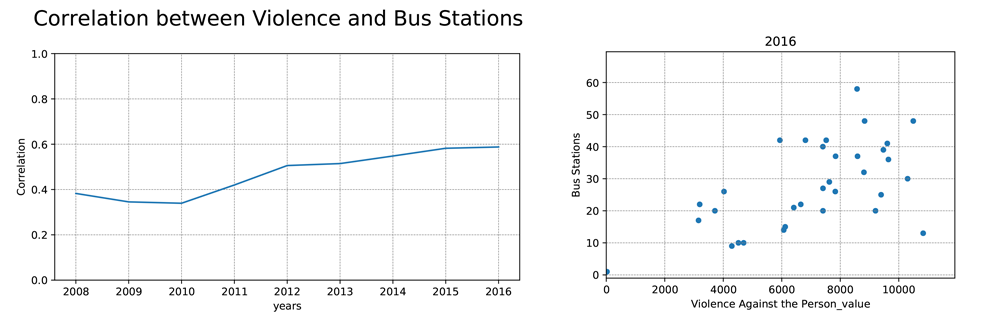 Correlation between Violence and Bus Stations
1.0
0.8
0.6
0.4
0.2
0.0
Correlation
2008 2009 2010 2011 2012 2013 2014 2015 2016
years
2016
60
50
40
30
20
10
0
Bus Stations
0 2000 4000 6000 8000 10000
Violence Against the Person_value